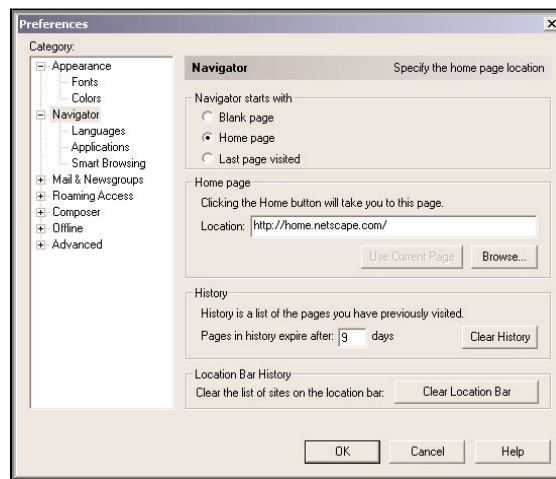 Preferences
Category:
Appearance
Fonts
Colors
Navigator
Languages
Applications
Smart Browsing
Mail & Newsgroups
Roaming Access
Composer
Offline
Advanced
Navigator Specify the home page location
Navigator starts with
Blank page
Home page
Last page visited
Home page
Clicking the Home button will take you to this page.
Location: http://home.netscape.com/
Use Current Page Browse...
History
History is a list of the pages you have previously visited.
Pages in history expire after: 9 days Clear History
Location Bar History
Clear the list of sites on the location bar: Clear Location Bar
OK Cancel Help